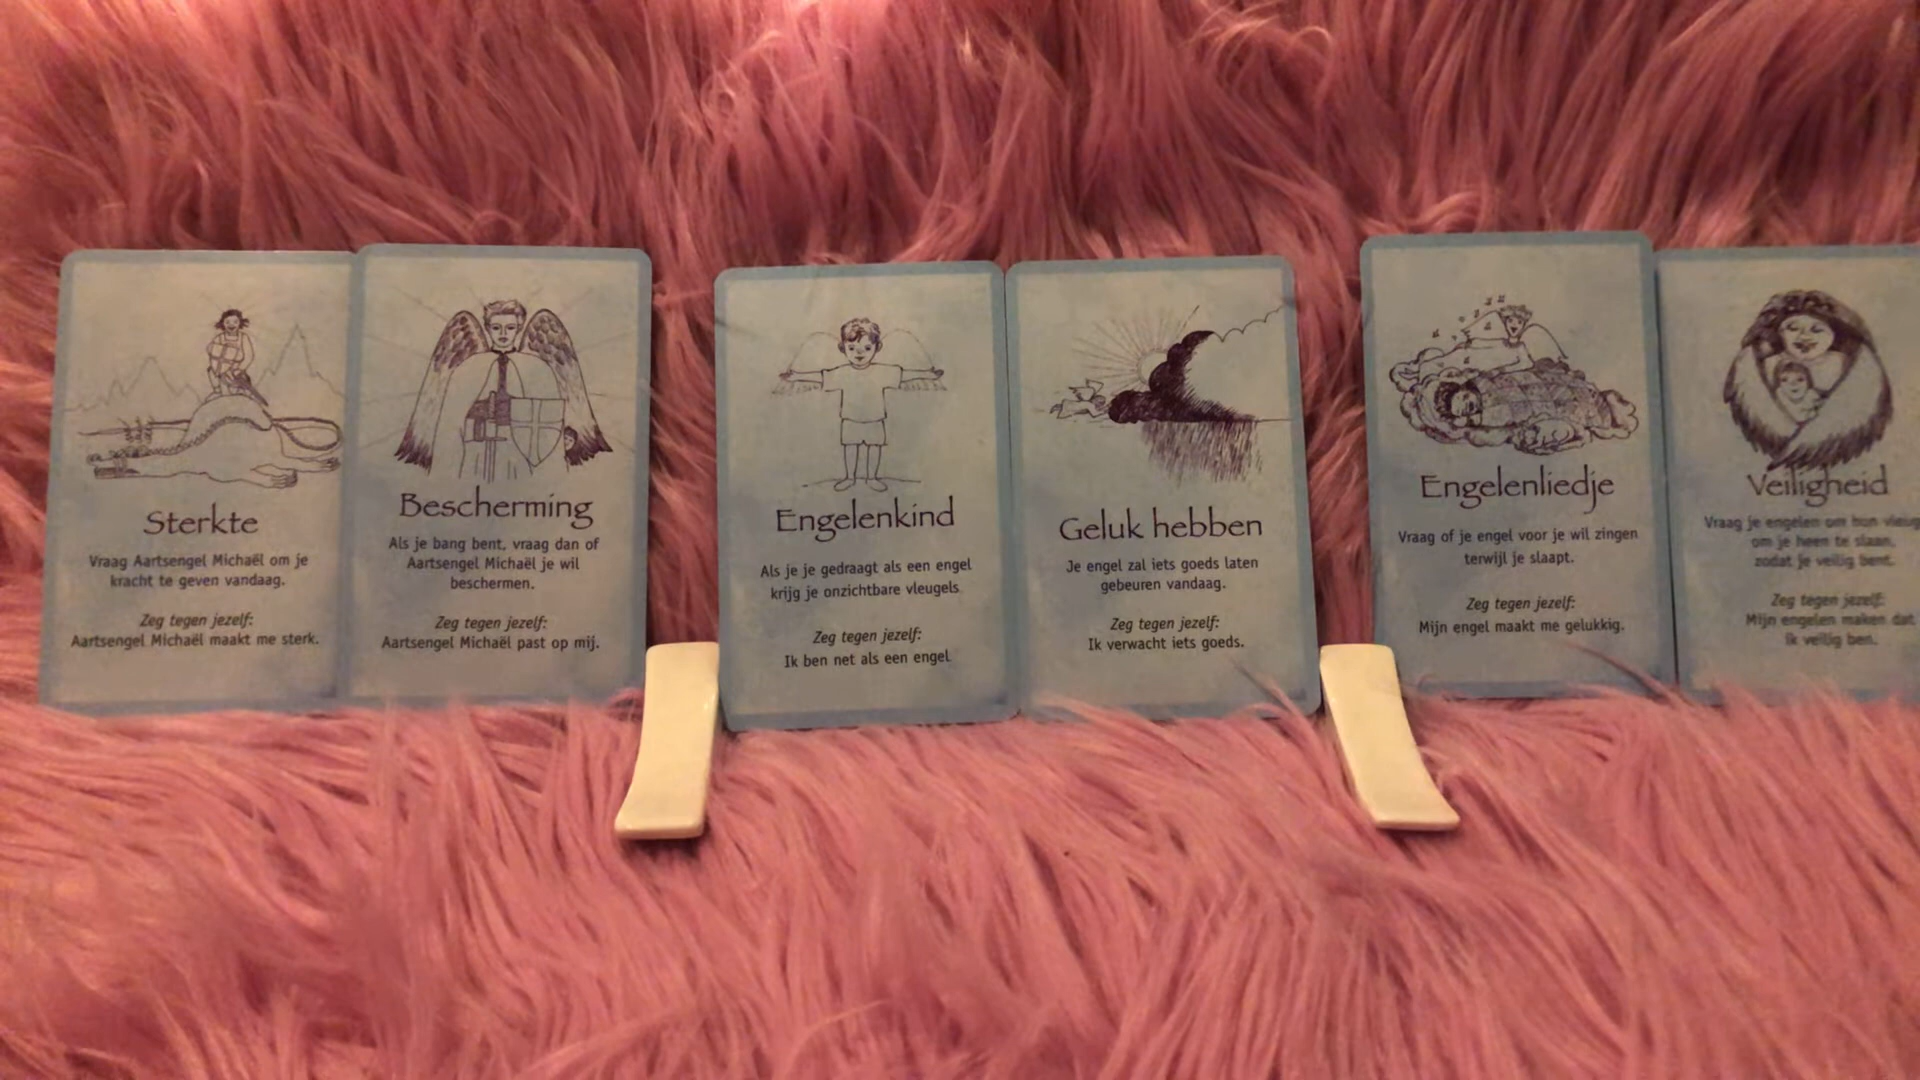 Sterkte
Vraag Aartsengel Michaël om je
kracht te geven vandaag.
Zeg tegen jezelf:
Aartsengel Michaël maakt me sterk.
Bescherming
Als je bang bent, vraag dan of
Aartsengel Michaël je wil
beschermen.
Zeg tegen jezelf:
Aartsengel Michaël past op mij.
Engelenkind
Als je je gedraagt als een engel
krijg je onzichtbare vleugels
Zeg tegen jezelf:
Ik ben net als een engel
Geluk hebben
Je engel zal iets goeds laten
gebeuren vandaag.
Zeg tegen jezelf:
Ik verwacht iets goeds.
Engelenliedje
Vraag of je engel voor je wil zingen
terwijl je slaapt.
Zeg tegen jezelf:
Mijn engel maakt me gelukkig.
Veiligheid
Vraag je engelen om hun vleug
om je heen te slaan,
zodat je veilig bent.
Zeg tegen jezelf:
Mijn engelen maken dat
ik veilig ben.